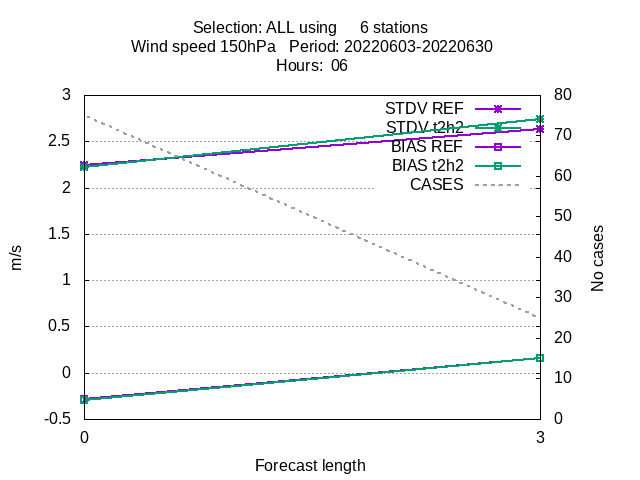 Selection: ALL using 6 stations
Wind speed 150hPa Period: 20220603-20220630
Hours: 06
3
2.5
2
1.5
1
0.5
0
-0.5
80
70
60
50
40
30
20
10
0
STDV REF
STDV t2h2
BIAS REF
BIAS t2h2
CASES
m/s
No cases
0
3
Forecast length